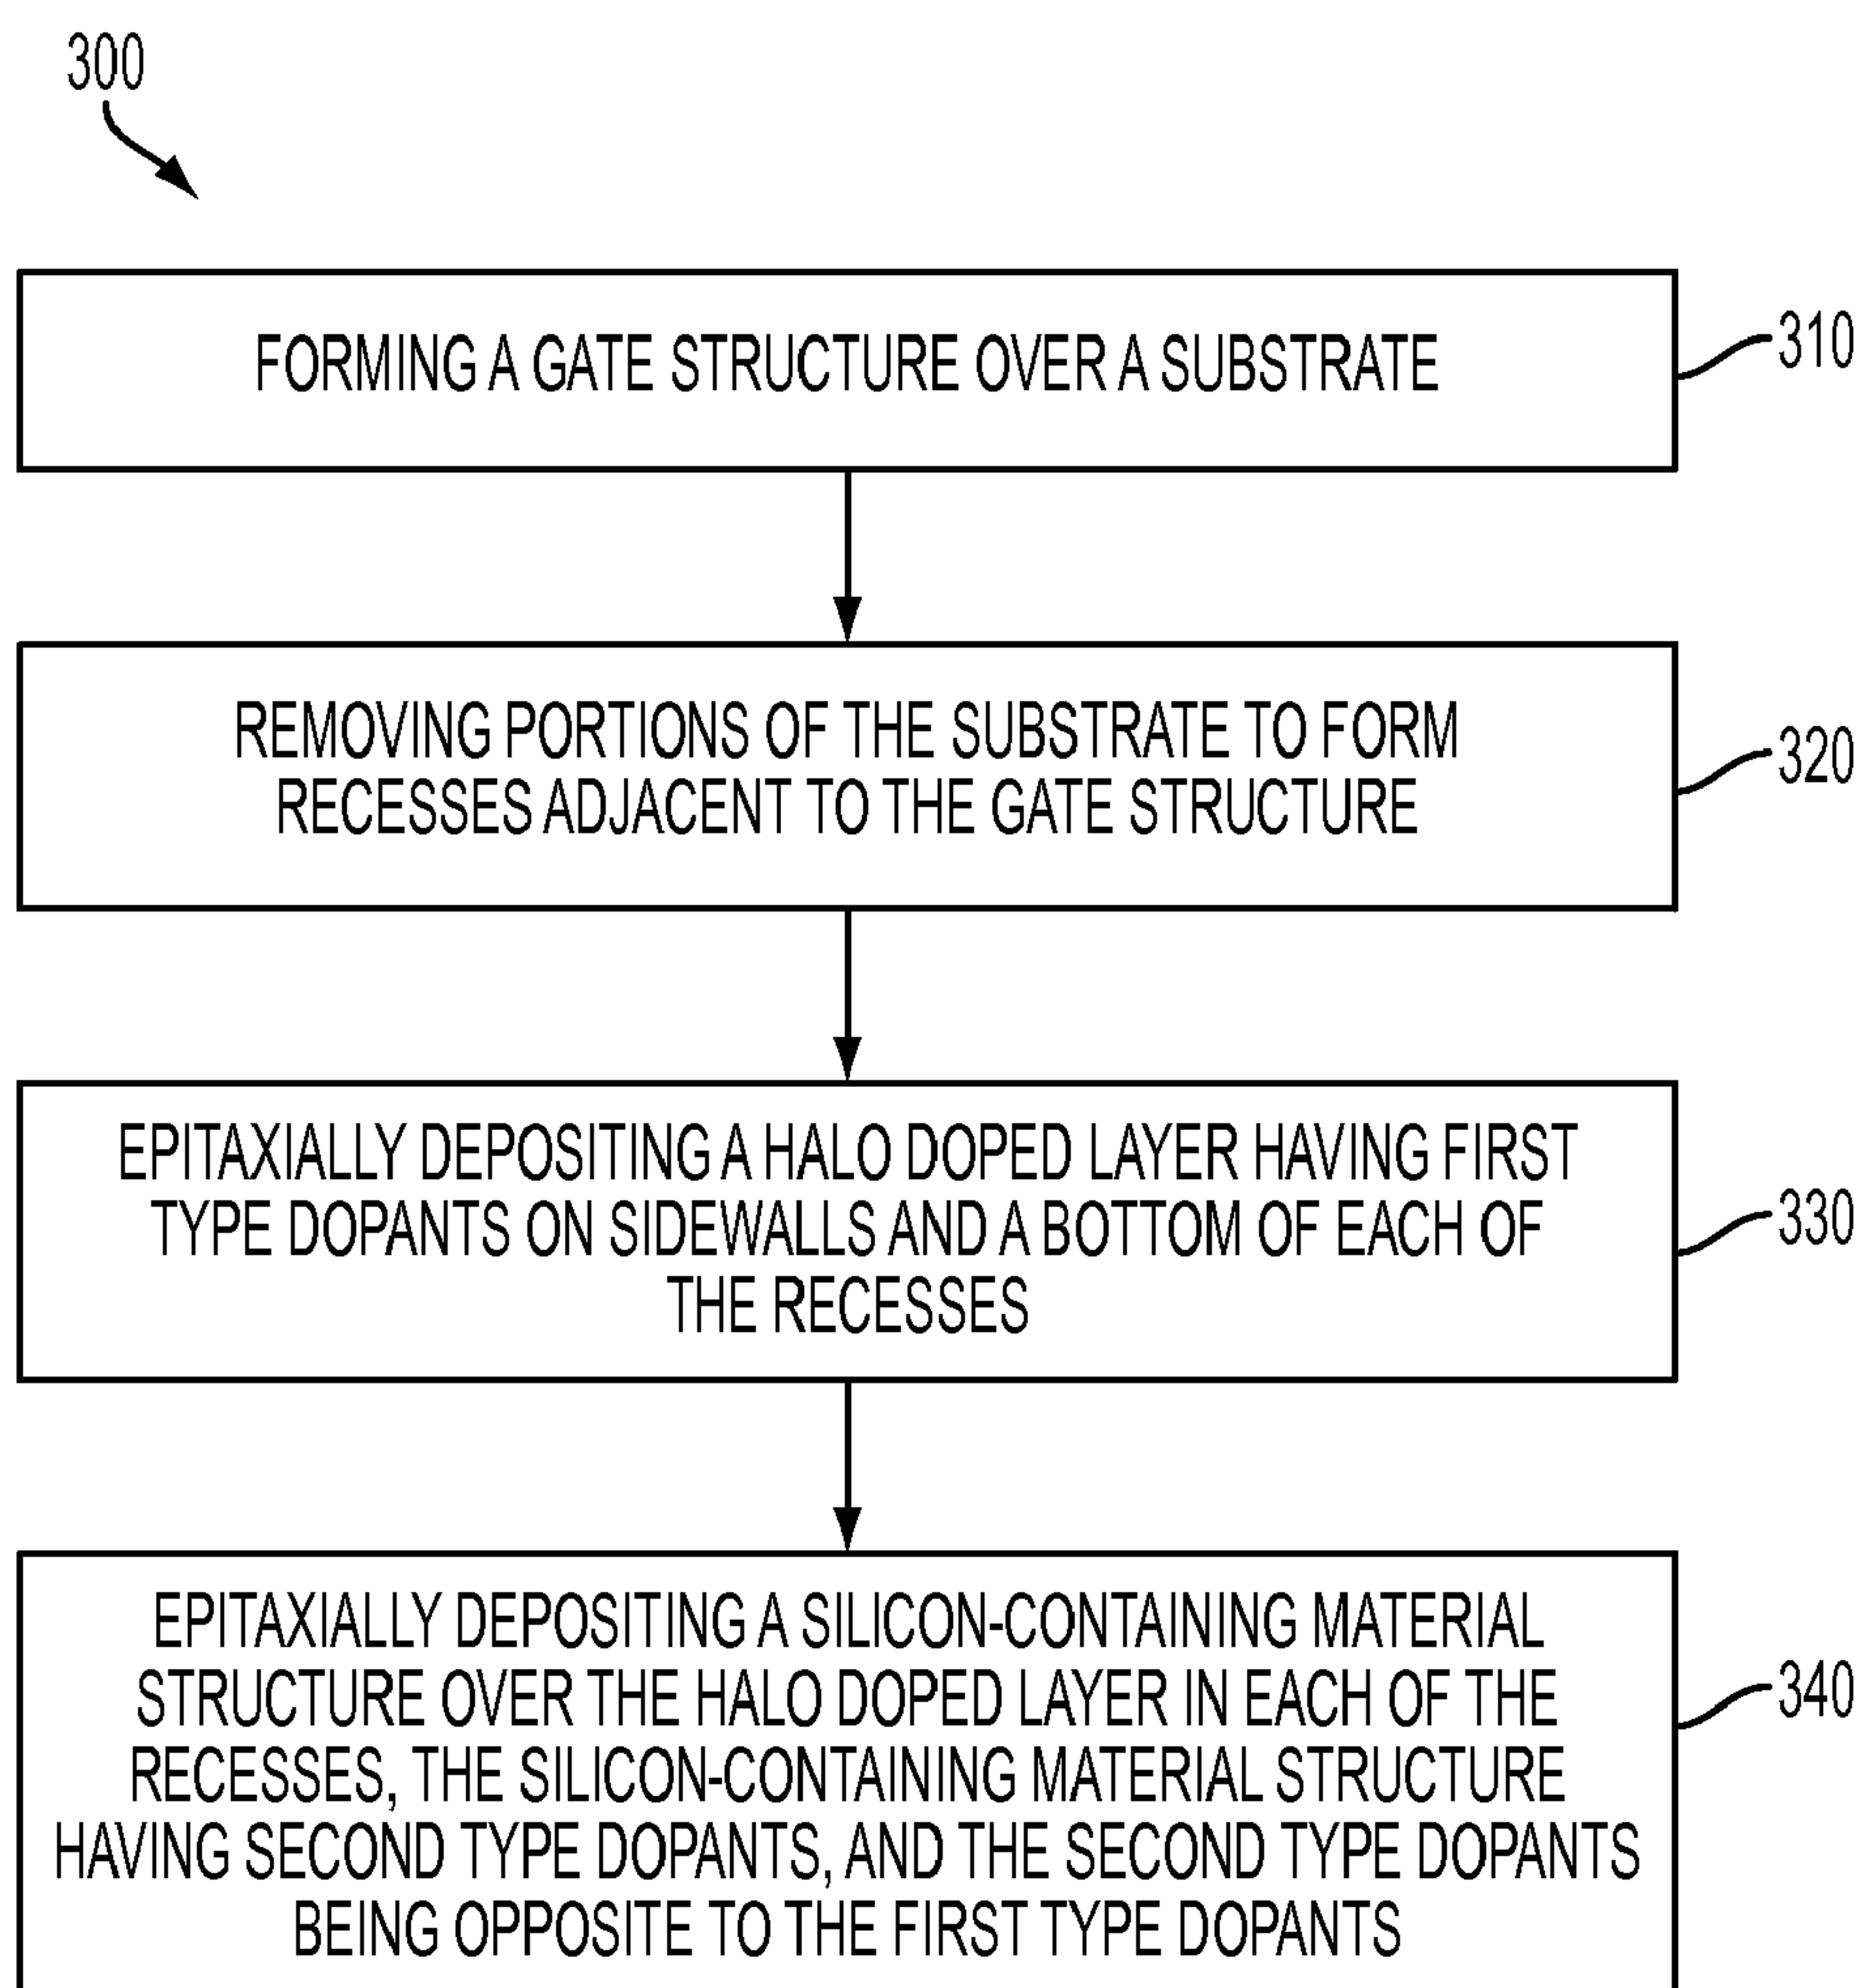 300
FORMING A GATE STRUCTURE OVER A SUBSTRATE
310
REMOVING PORTIONS OF THE SUBSTRATE TO FORM
RECESSES ADJACENT TO THE GATE STRUCTURE
320
EPITAXIALLY DEPOSITING A HALO DOPED LAYER HAVING FIRST
TYPE DOPANTS ON SIDEWALLS AND A BOTTOM OF EACH OF
THE RECESSES
330
EPITAXIALLY DEPOSITING A SILICON-CONTAINING MATERIAL
STRUCTURE OVER THE HALO DOPED LAYER IN EACH OF THE
RECESSES, THE SILICON-CONTAINING MATERIAL STRUCTURE
HAVING SECOND TYPE DOPANTS, AND THE SECOND TYPE DOPANTS
BEING OPPOSITE TO THE FIRST TYPE DOPANTS
340